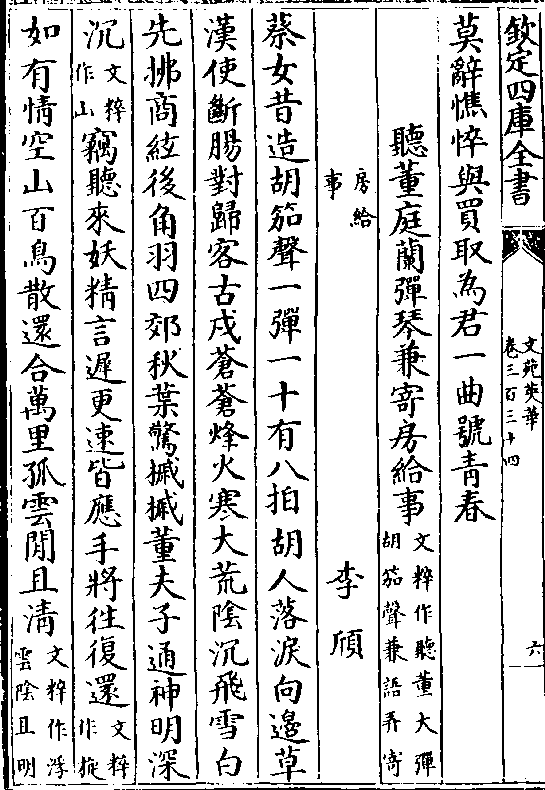 欽定四庫全書
文苑英華
卷三百三十四
六
莫辭憔悴與買取為君一曲號青春
聽董庭蘭彈琴兼寄房給事
文粹作聽董大彈
胡笳聲兼語弄寄
房給
事
李頎
蔡女昔造胡笳聲一彈一十有八拍胡人落淚向邉草
漢使斷腸對歸客古戍蒼蒼烽火寒大荒陰沉飛雪白
先拂商絃後角羽四郊秋葉驚摵摵董夫子通神明深
沉文粹作山竊聽來妖精言遲更速皆應手將往復還文粹作旋
如有情空山百鳥散還合萬里孤雲閒且清文粹作浮雲陰且明